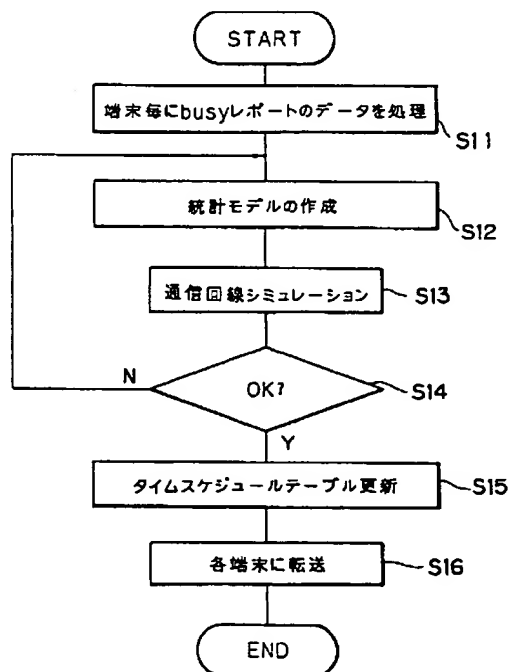 START
端末毎にbusyレポートのデータを処理
S11
統計モデルの作成
S12
通信回線シミュレーション
S13
N
OK?
S14
Y
タイムスケジュールテーブル更新
S15
各端末に転送
S16
END